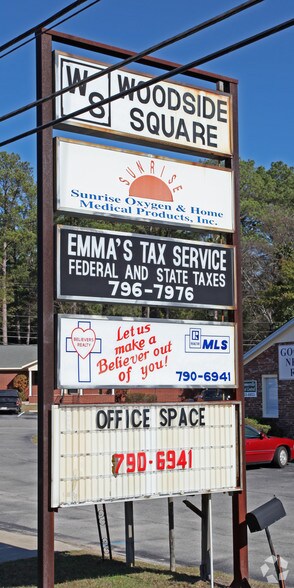 WS
WOODSIDE
SQUARE
SUNRISE
Sunrise Oxygen & Home
Medical Products, Inc.
EMMA'S TAX SERVICE
FEDERAL AND STATE TAXES
796-7976
BELIEVERS
REALTY
Let us
make a
Believer out
of you!
R
REALTOR
MLS
790-6941
OFFICE SPACE
790-6941